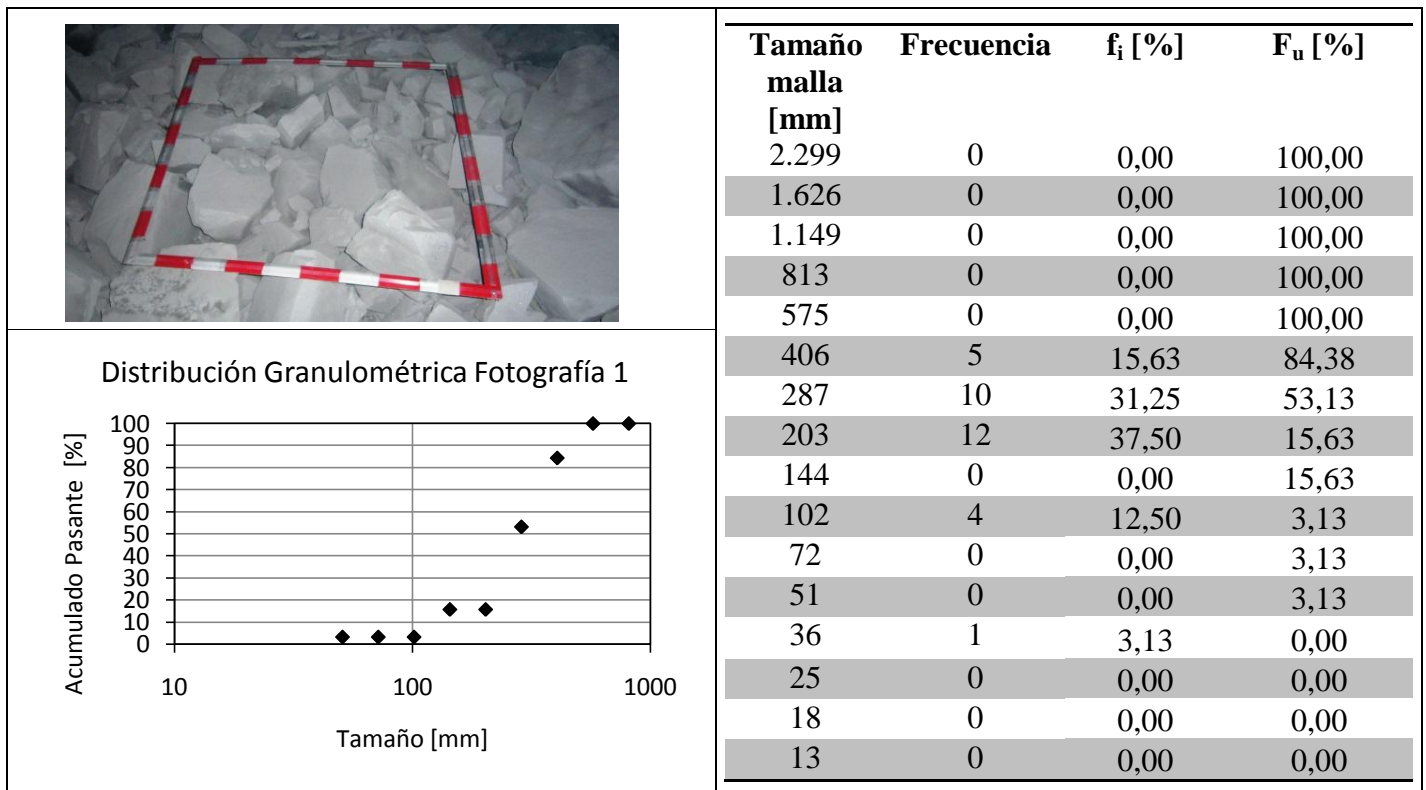 Distribución Granulométrica Fotografía 1
Acumulado Pasante [%]
100
90
80
70
60
50
40
30
20
10
0
10 100 1000
Tamaño [mm]
Tamaño malla [mm] Frecuencia fi [%] Fu [%]
2.299 0 0,00 100,00
1.626 0 0,00 100,00
1.149 0 0,00 100,00
813 0 0,00 100,00
575 0 0,00 100,00
406 5 15,63 84,38
287 10 31,25 53,13
203 12 37,50 15,63
144 0 0,00 15,63
102 4 12,50 3,13
72 0 0,00 3,13
51 0 0,00 3,13
36 1 3,13 0,00
25 0 0,00 0,00
18 0 0,00 0,00
13 0 0,00 0,00